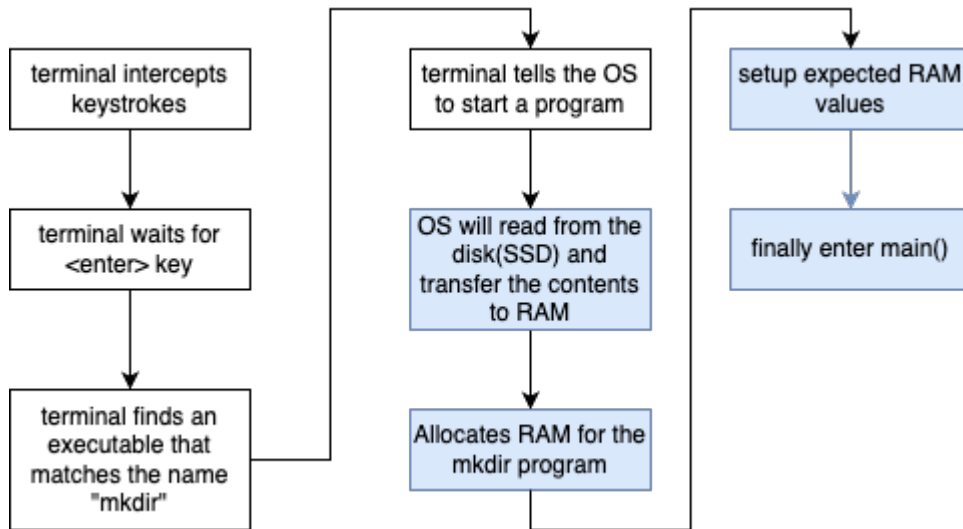 terminal intercepts
keystrokes
terminal waits for
<enter> key
terminal finds an
executable that
matches the name
"mkdir"
terminal tells the OS
to start a program
OS will read from the
disk(SSD) and
transfer the contents
to RAM
Allocates RAM for the
mkdir program
setup expected RAM
values
finally enter main()